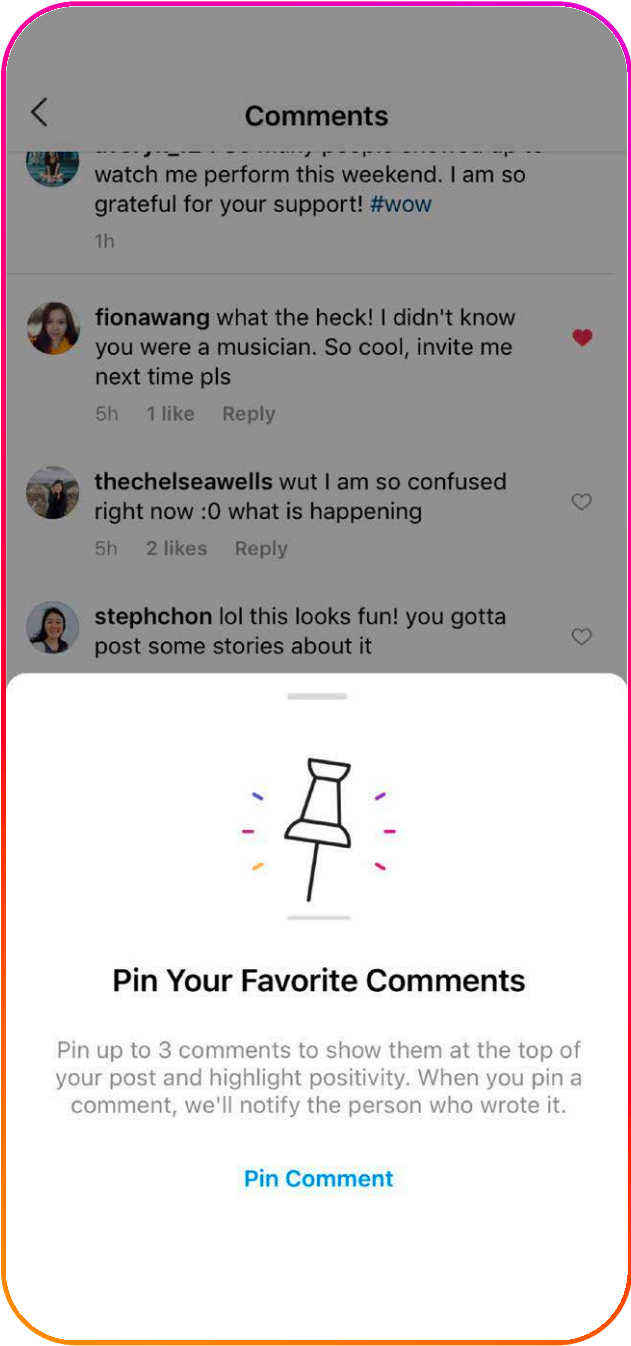 Comments
watch me perform this weekend. I am so
grateful for your support! #wow
1h
fionawang what the heck! I didn't know
you were a musician. So cool, invite me
next time pls
5h 1 like Reply
thechelseawells wut I am so confused
right now :0 what is happening
5h 2 likes Reply
stephchon lol this looks fun! you gotta
post some stories about it
Pin Your Favorite Comments
Pin up to 3 comments to show them at the top of
your post and highlight positivity. When you pin a
comment, we'll notify the person who wrote it.
Pin Comment